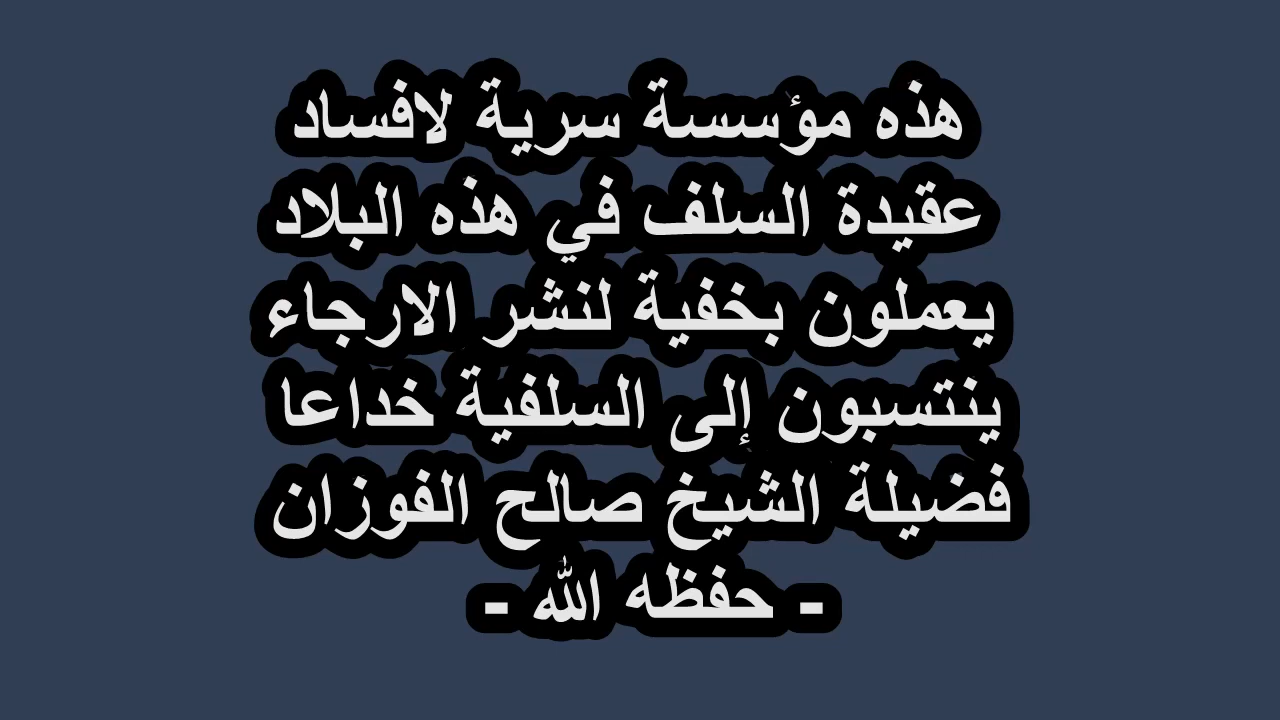 هذه مؤسسة سرية لافساد
عقيدة السلف في هذه البلاد
يعملون بخفية لنشر الارجاء
ينتسبون إلى السلفية خداعا
فضيلة الشيخ صالح الفوزان
- حفظه الله -